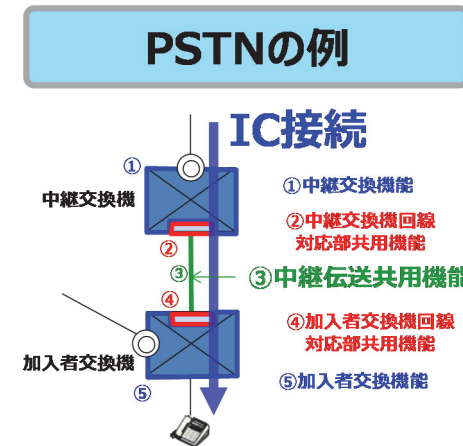 PSTNの例
IC接続
①
中継交換機
①中継交換機能
②
②中継交換機回線
対応部共用機能
③
③中継伝送共用機能
④
④加入者交換機回線
対応部共用機能
加入者交換機
⑤
⑤加入者交換機能